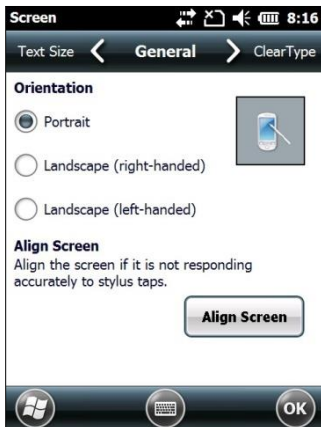 Screen 8:16
Text Size General ClearType
Orientation
Portrait
Landscape (right-handed)
Landscape (left-handed)
Align Screen
Align the screen if it is not responding
accurately to stylus taps.
Align Screen
OK